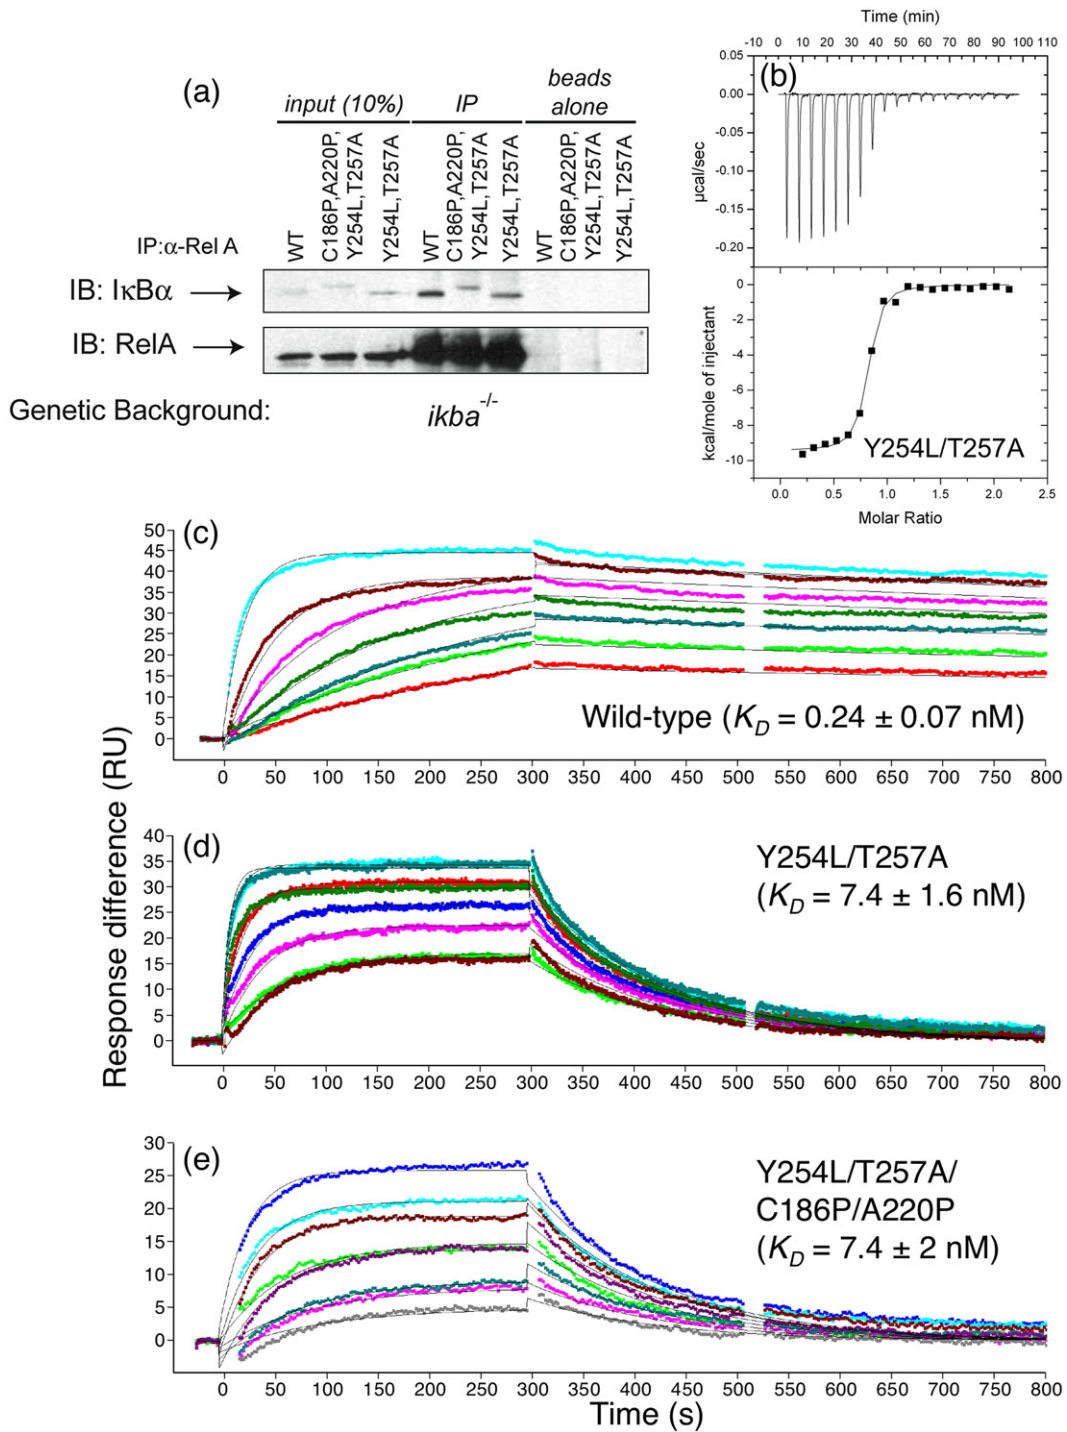 (a)
input (10%) IP beads alone
IP:α-Rel A
WT
C186P,A220P,
Y254L,T257A
Y254L,T257A
WT
C186P,A220P,
Y254L,T257A
Y254L,T257A
WT
C186P,A220P,
Y254L,T257A
Y254L,T257A
IB: IκBα
IB: RelA
Genetic Background: ikba-/-
Time (min)
-10 0 10 20 30 40 50 60 70 80 90 100 110
(b)
0.05
0.00
-0.05
-0.10
-0.15
-0.20
µcal/sec
0
-2
-4
-6
-8
-10
kcal/mole of injectant
Y254L/T257A
0.0 0.5 1.0 1.5 2.0 2.5
Molar Ratio
Response difference (RU)
(c)
50
45
40
35
30
25
20
15
10
5
0
Wild-type (KD = 0.24 ± 0.07 nM)
0 50 100 150 200 250 300 350 400 450 500 550 600 650 700 750 800
(d)
40
35
30
25
20
15
10
5
0
Y254L/T257A
(KD = 7.4 ± 1.6 nM)
0 50 100 150 200 250 300 350 400 450 500 550 600 650 700 750 800
(e)
30
25
20
15
10
5
0
Y254L/T257A/
C186P/A220P
(KD = 7.4 ± 2 nM)
0 50 100 150 200 250 300 350 400 450 500 550 600 650 700 750 800
Time (s)